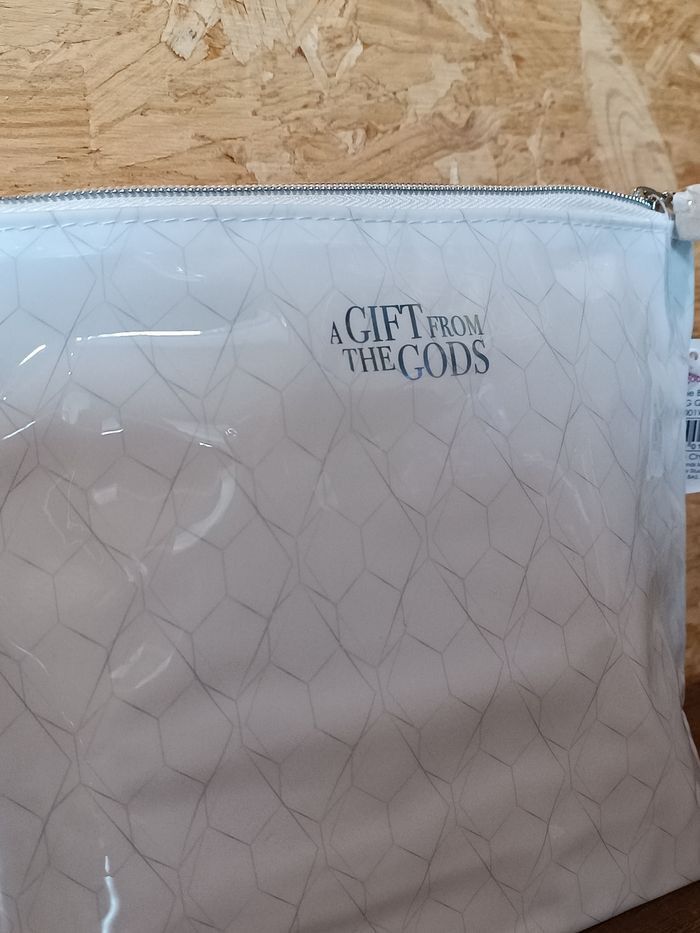 A GIFT FROM
THE GODS